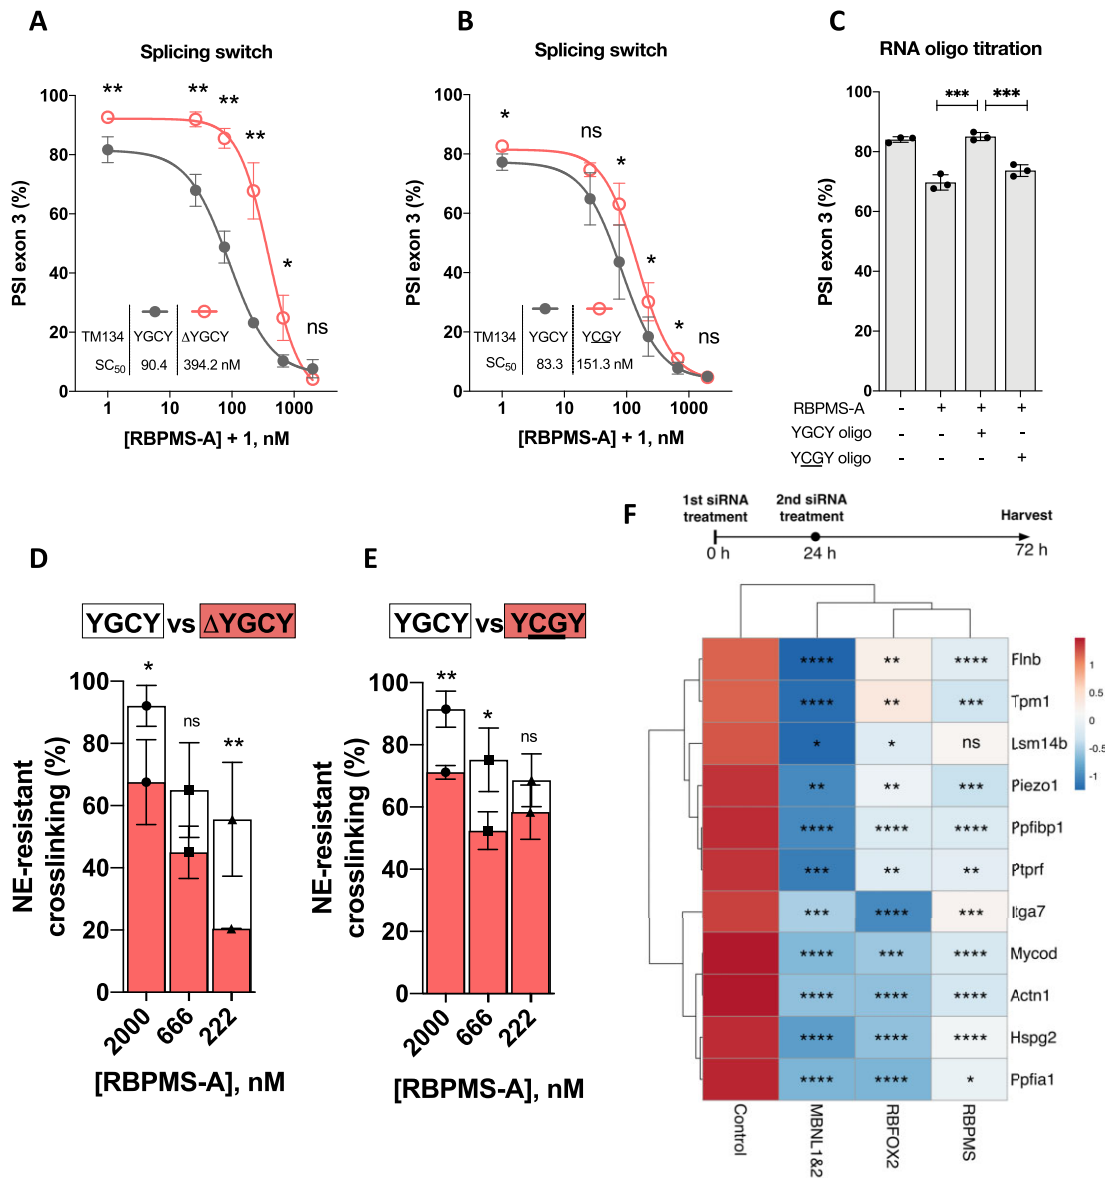 A
Splicing switch
** ** ** ** * ns
100
80
60
40
20
0
PSI exon 3 (%)
TM134 YGCY ΔYGCY
SC50 90.4 394.2 nM
1 10 100 1000
[RBPMS-A] + 1, nM
B
Splicing switch
* ns * * * ns
100
80
60
40
20
0
PSI exon 3 (%)
TM134 YGCY YCGY
SC50 83.3 151.3 nM
1 10 100 1000
[RBPMS-A] + 1, nM
C
RNA oligo titration
*** ***
100
80
60
40
20
0
PSI exon 3 (%)
RBPMS-A - + + +
YGCY oligo - - + -
YCGY oligo - - - +
D
YGCY vs ΔYGCY
* ns **
100
80
60
40
20
0
NE-resistant
crosslinking (%)
2000 666 222
[RBPMS-A], nM
E
YGCY vs YCGY
** * ns
100
80
60
40
20
0
NE-resistant
crosslinking (%)
2000 666 222
[RBPMS-A], nM
F
1st siRNA
treatment
2nd siRNA
treatment
Harvest
0 h 24 h 72 h
**** ** **** Flnb
**** ** *** Tpm1
* * ns Lsm14b
** ** *** Piezo1
**** **** **** Ppfibp1
*** ** ** Ptprf
*** **** *** Itga7
**** *** **** Mycod
**** **** **** Actn1
**** **** **** Hspg2
**** **** * Ppfia1
Control MBNL1&2 RBFOX2 RBPMS
1
0.5
0
-0.5
-1